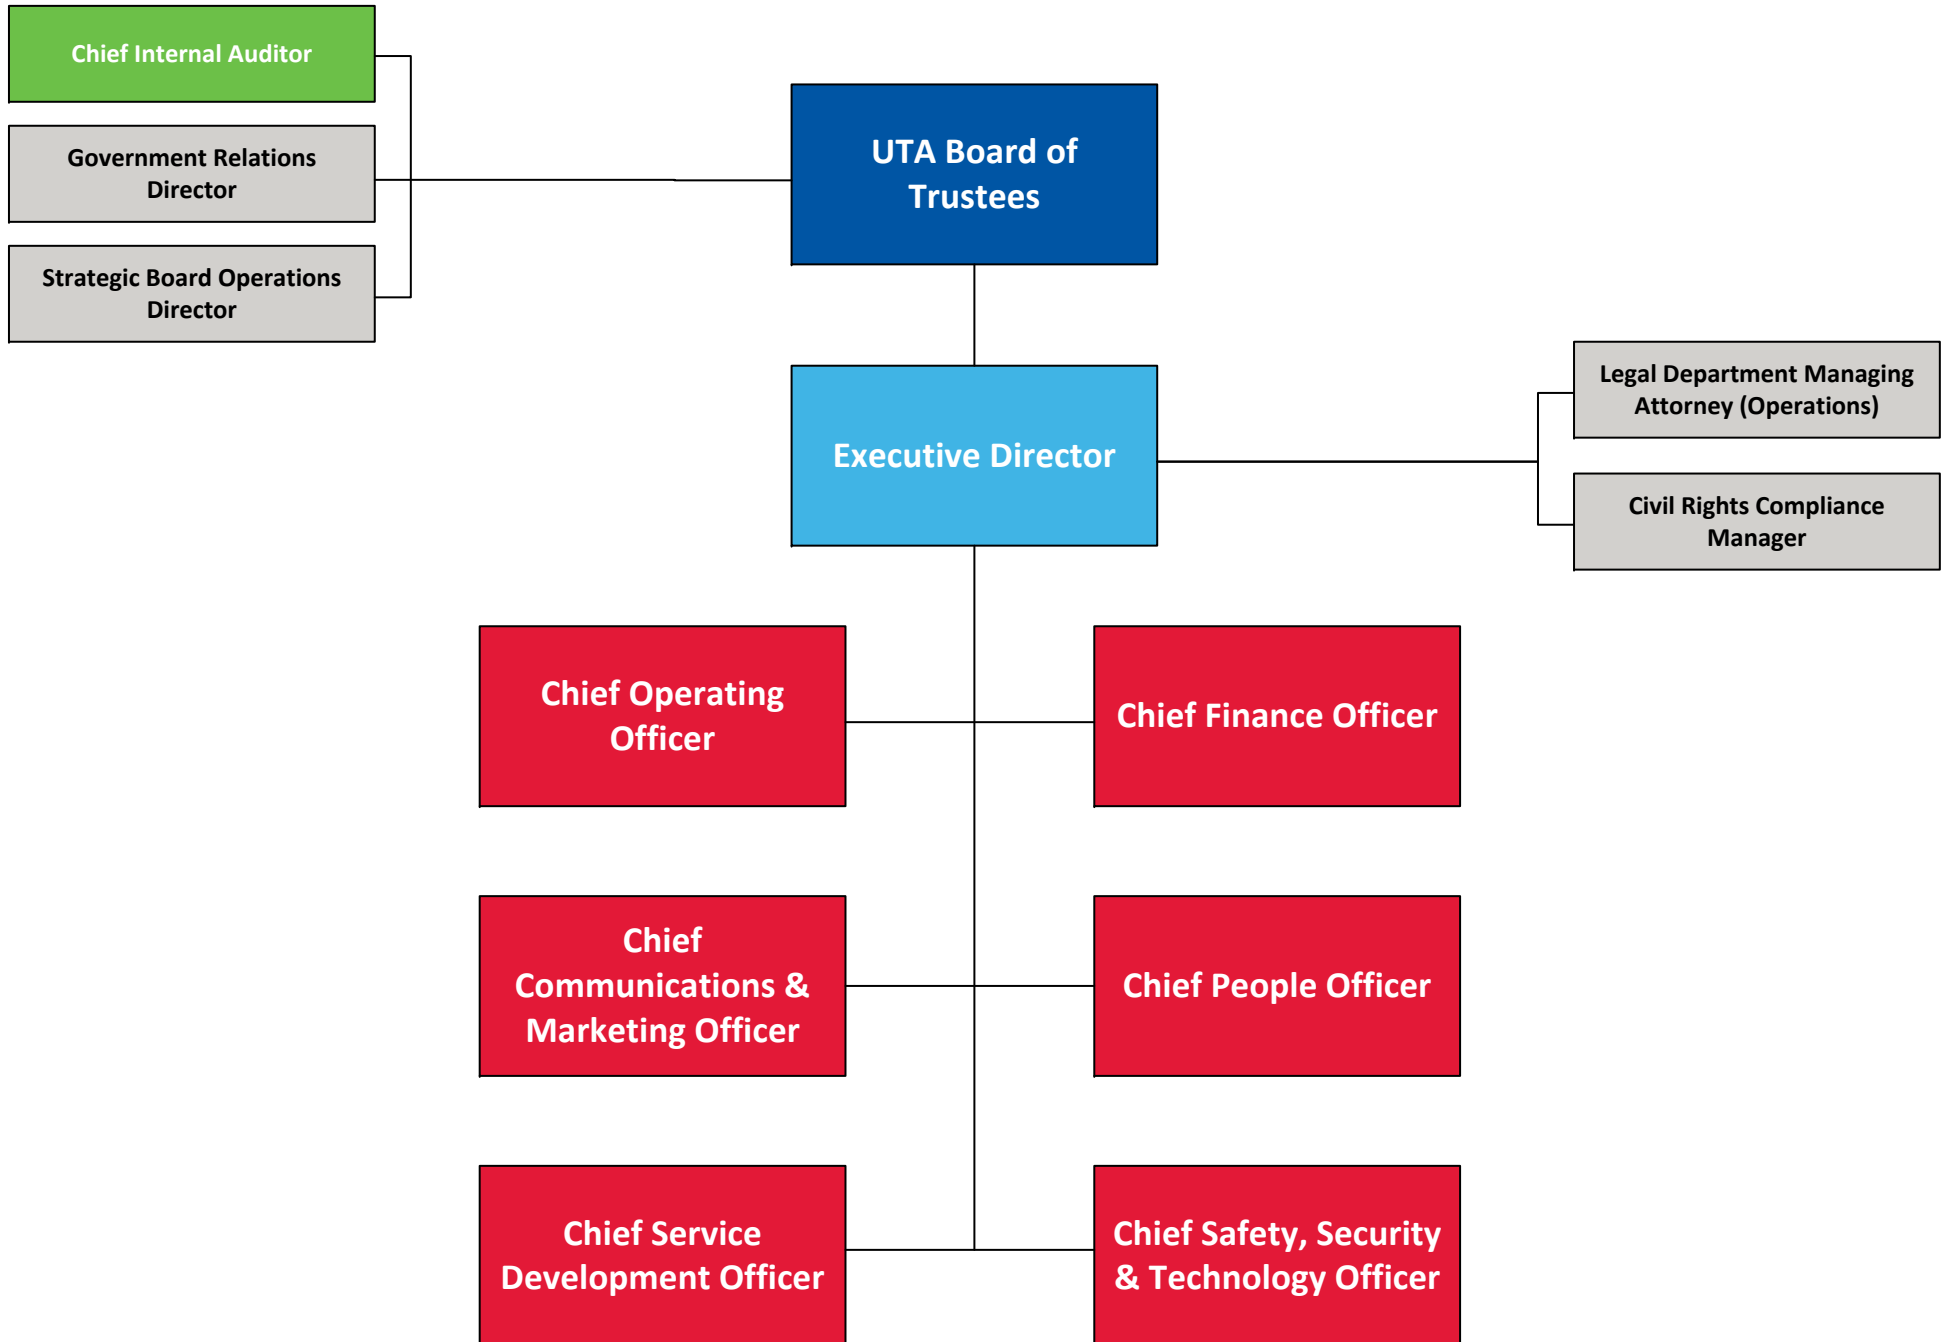 Chief Internal Auditor
Government Relations
Director
Strategic Board Operations
Director
UTA Board of
Trustees
Executive Director
Legal Department Managing
Attorney (Operations)
Civil Rights Compliance
Manager
Chief Operating
Officer
Chief Finance Officer
Chief
Communications &
Marketing Officer
Chief People Officer
Chief Service
Development Officer
Chief Safety, Security
& Technology Officer